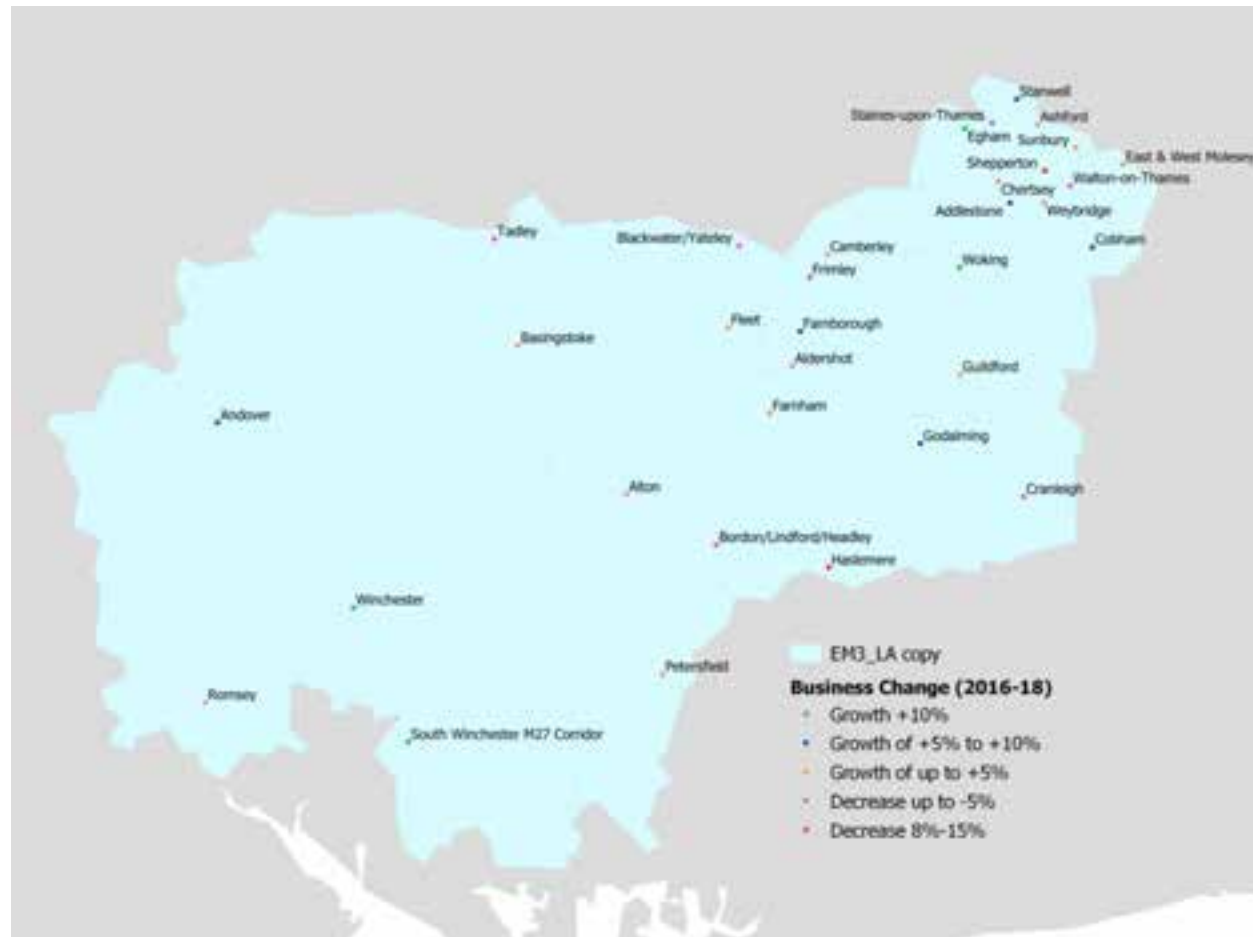 Stanwell
Staines-upon-Thames
Ashford
Egham
Sunbury
East & West Molesey
Shepperton
Walton-on-Thames
Chertsey
Addlestone
Weybridge
Tadley
Blackwater/Yateley
Camberley
Cobham
Frimley
Woking
Fleet
Farnborough
Basingstoke
Aldershot
Guildford
Farnham
Andover
Godalming
Alton
Cranleigh
Bordon/Lindford/Headley
Haslemere
Winchester
EM3_LA copy
Petersfield
Business Change (2016-18)
Romsey
Growth +10%
South Winchester M27 Corridor
Growth of +5% to +10%
Growth of up to +5%
Decrease up to -5%
Decrease 8%-15%